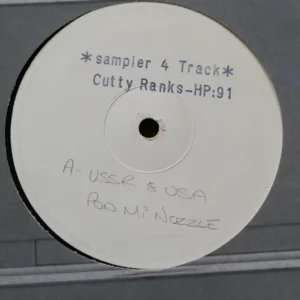 *sampler 4 Track*
Cutty Ranks-HP:91
A- USSR & USA
PON MI NOZZLE